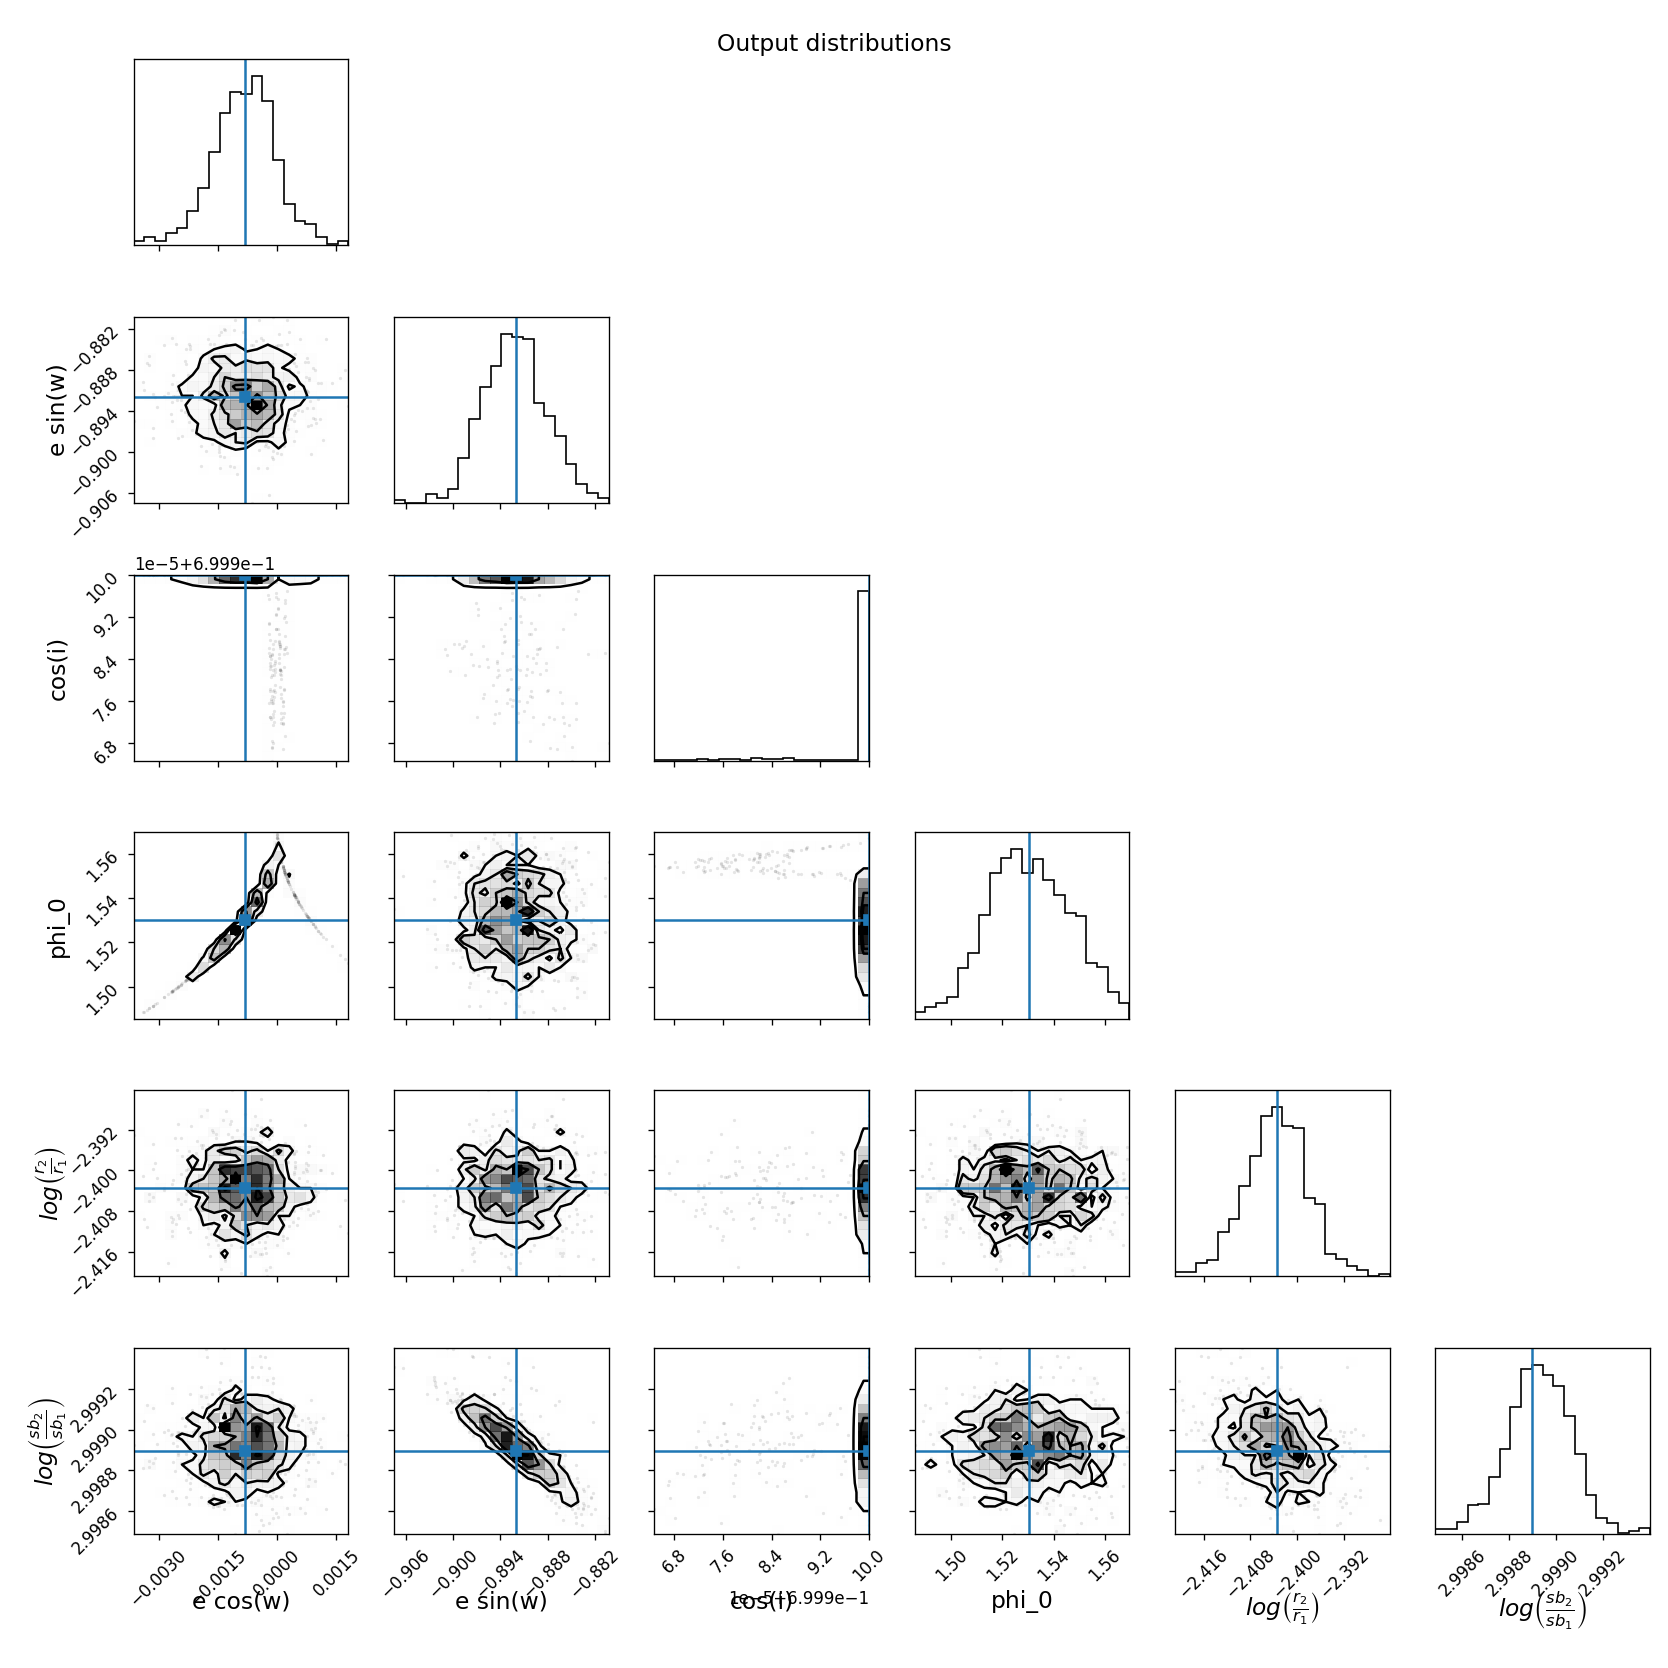 Output distributions
e sin(w)
−0.882
−0.888
−0.894
−0.900
−0.906
1e−5+6.999e−1
cos(i)
10.0
9.2
8.4
7.6
6.8
phi_0
1.56
1.54
1.52
1.50
log(r2/r1)
−2.392
−2.400
−2.408
−2.416
log(sb2/sb1)
2.9992
2.9990
2.9988
2.9986
−0.0030 −0.0015 0.0000 0.0015
e cos(w)
−0.906 −0.900 −0.894 −0.888 −0.882
e sin(w)
6.8 7.6 8.4 9.2 10.0
1e−5+6.999e−1
cos(i)
1.50 1.52 1.54 1.56
phi_0
−2.416 −2.408 −2.400 −2.392
log(r2/r1)
2.9986 2.9988 2.9990 2.9992
log(sb2/sb1)